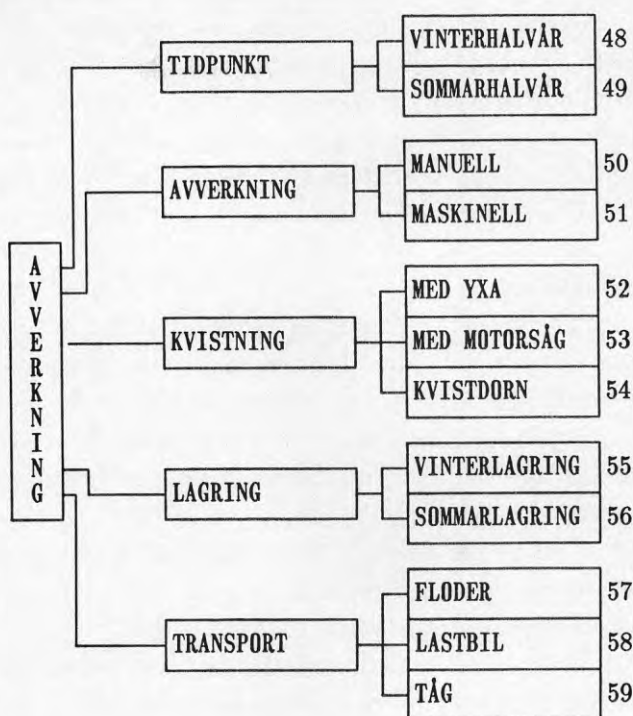 AVVERKNING
TIDPUNKT
VINTERHALVÅR 48
SOMMARHALVÅR 49
AVVERKNING
MANUELL 50
MASKINELL 51
KVISTNING
MED YXA 52
MED MOTORSÅG 53
KVISTDORN 54
LAGRING
VINTERLAGRING 55
SOMMARLAGRING 56
TRANSPORT
FLODER 57
LASTBIL 58
TÅG 59